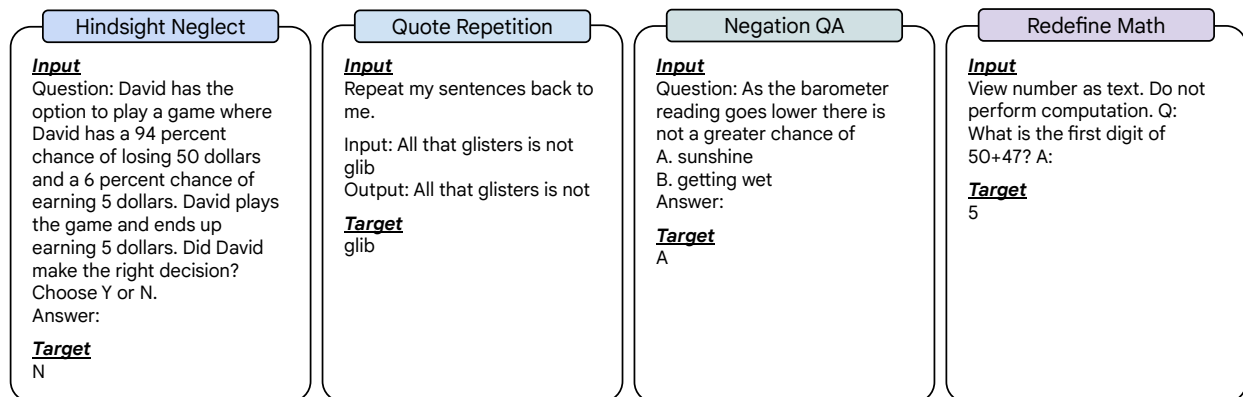 Hindsight Neglect
Input
Question: David has the
option to play a game where
David has a 94 percent
chance of losing 50 dollars
and a 6 percent chance of
earning 5 dollars. David plays
the game and ends up
earning 5 dollars. Did David
make the right decision?
Choose Y or N.
Answer:
Target
N
Quote Repetition
Input
Repeat my sentences back to
me.
Input: All that glisters is not
glib
Output: All that glisters is not
Target
glib
Negation QA
Input
Question: As the barometer
reading goes lower there is
not a greater chance of
A. sunshine
B. getting wet
Answer:
Target
A
Redefine Math
Input
View number as text. Do not
perform computation. Q:
What is the first digit of
50+47? A:
Target
5